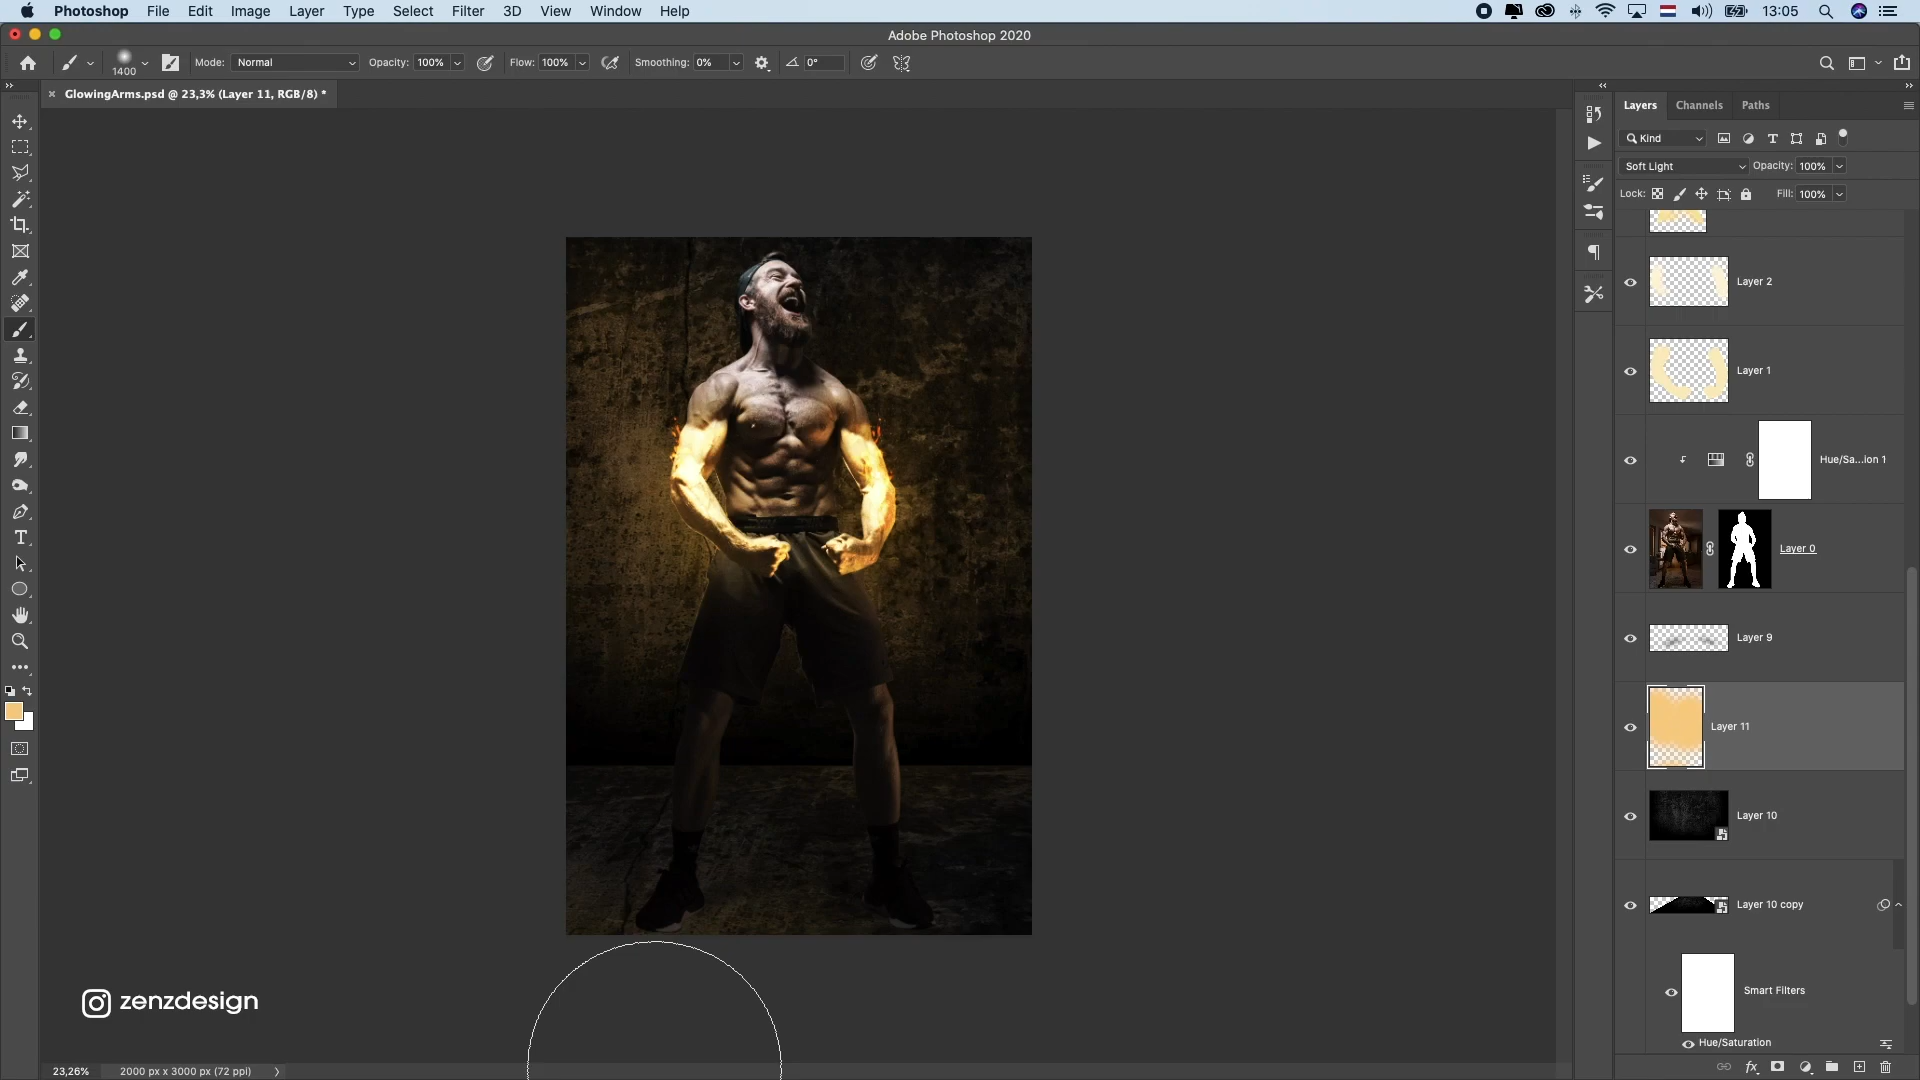 Photoshop File Edit Image Layer Type Select Filter 3D View Window Help 13:05
Adobe Photoshop 2020
1400 Mode: Normal Opacity: 100% Flow: 100% Smoothing: 0% 0°
GlowingArms.psd @ 23,3% (Layer 11, RGB/8) *
Layers Channels Paths
Kind
Soft Light Opacity: 100%
Lock: Fill: 100%
Layer 2
Layer 1
Hue/Sa...ion 1
Layer 0
Layer 9
Layer 11
Layer 10
Layer 10 copy
Smart Filters
Hue/Saturation
zenzdesign
23,26% 2000 px x 3000 px (72 ppi)